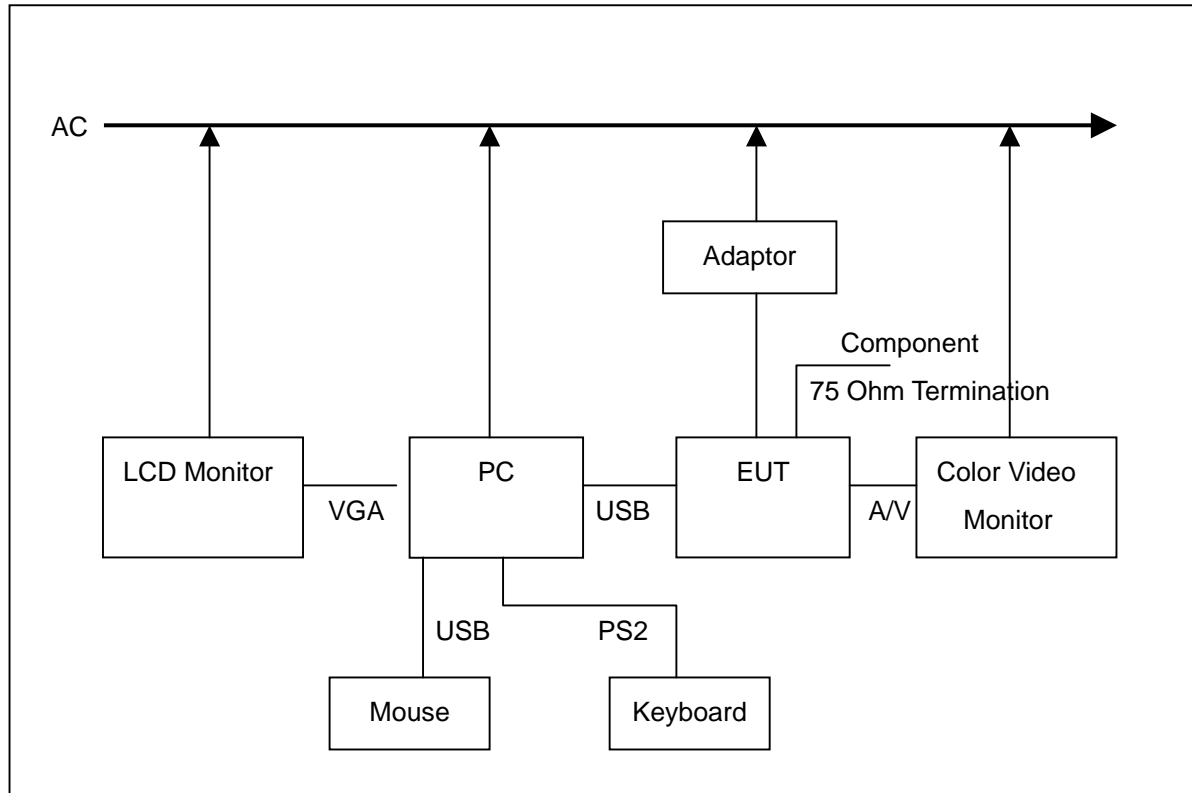 AC
Adaptor
Component
75 Ohm Termination
LCD Monitor
PC
EUT
Color Video
Monitor
VGA
USB
A/V
USB
PS2
Mouse
Keyboard